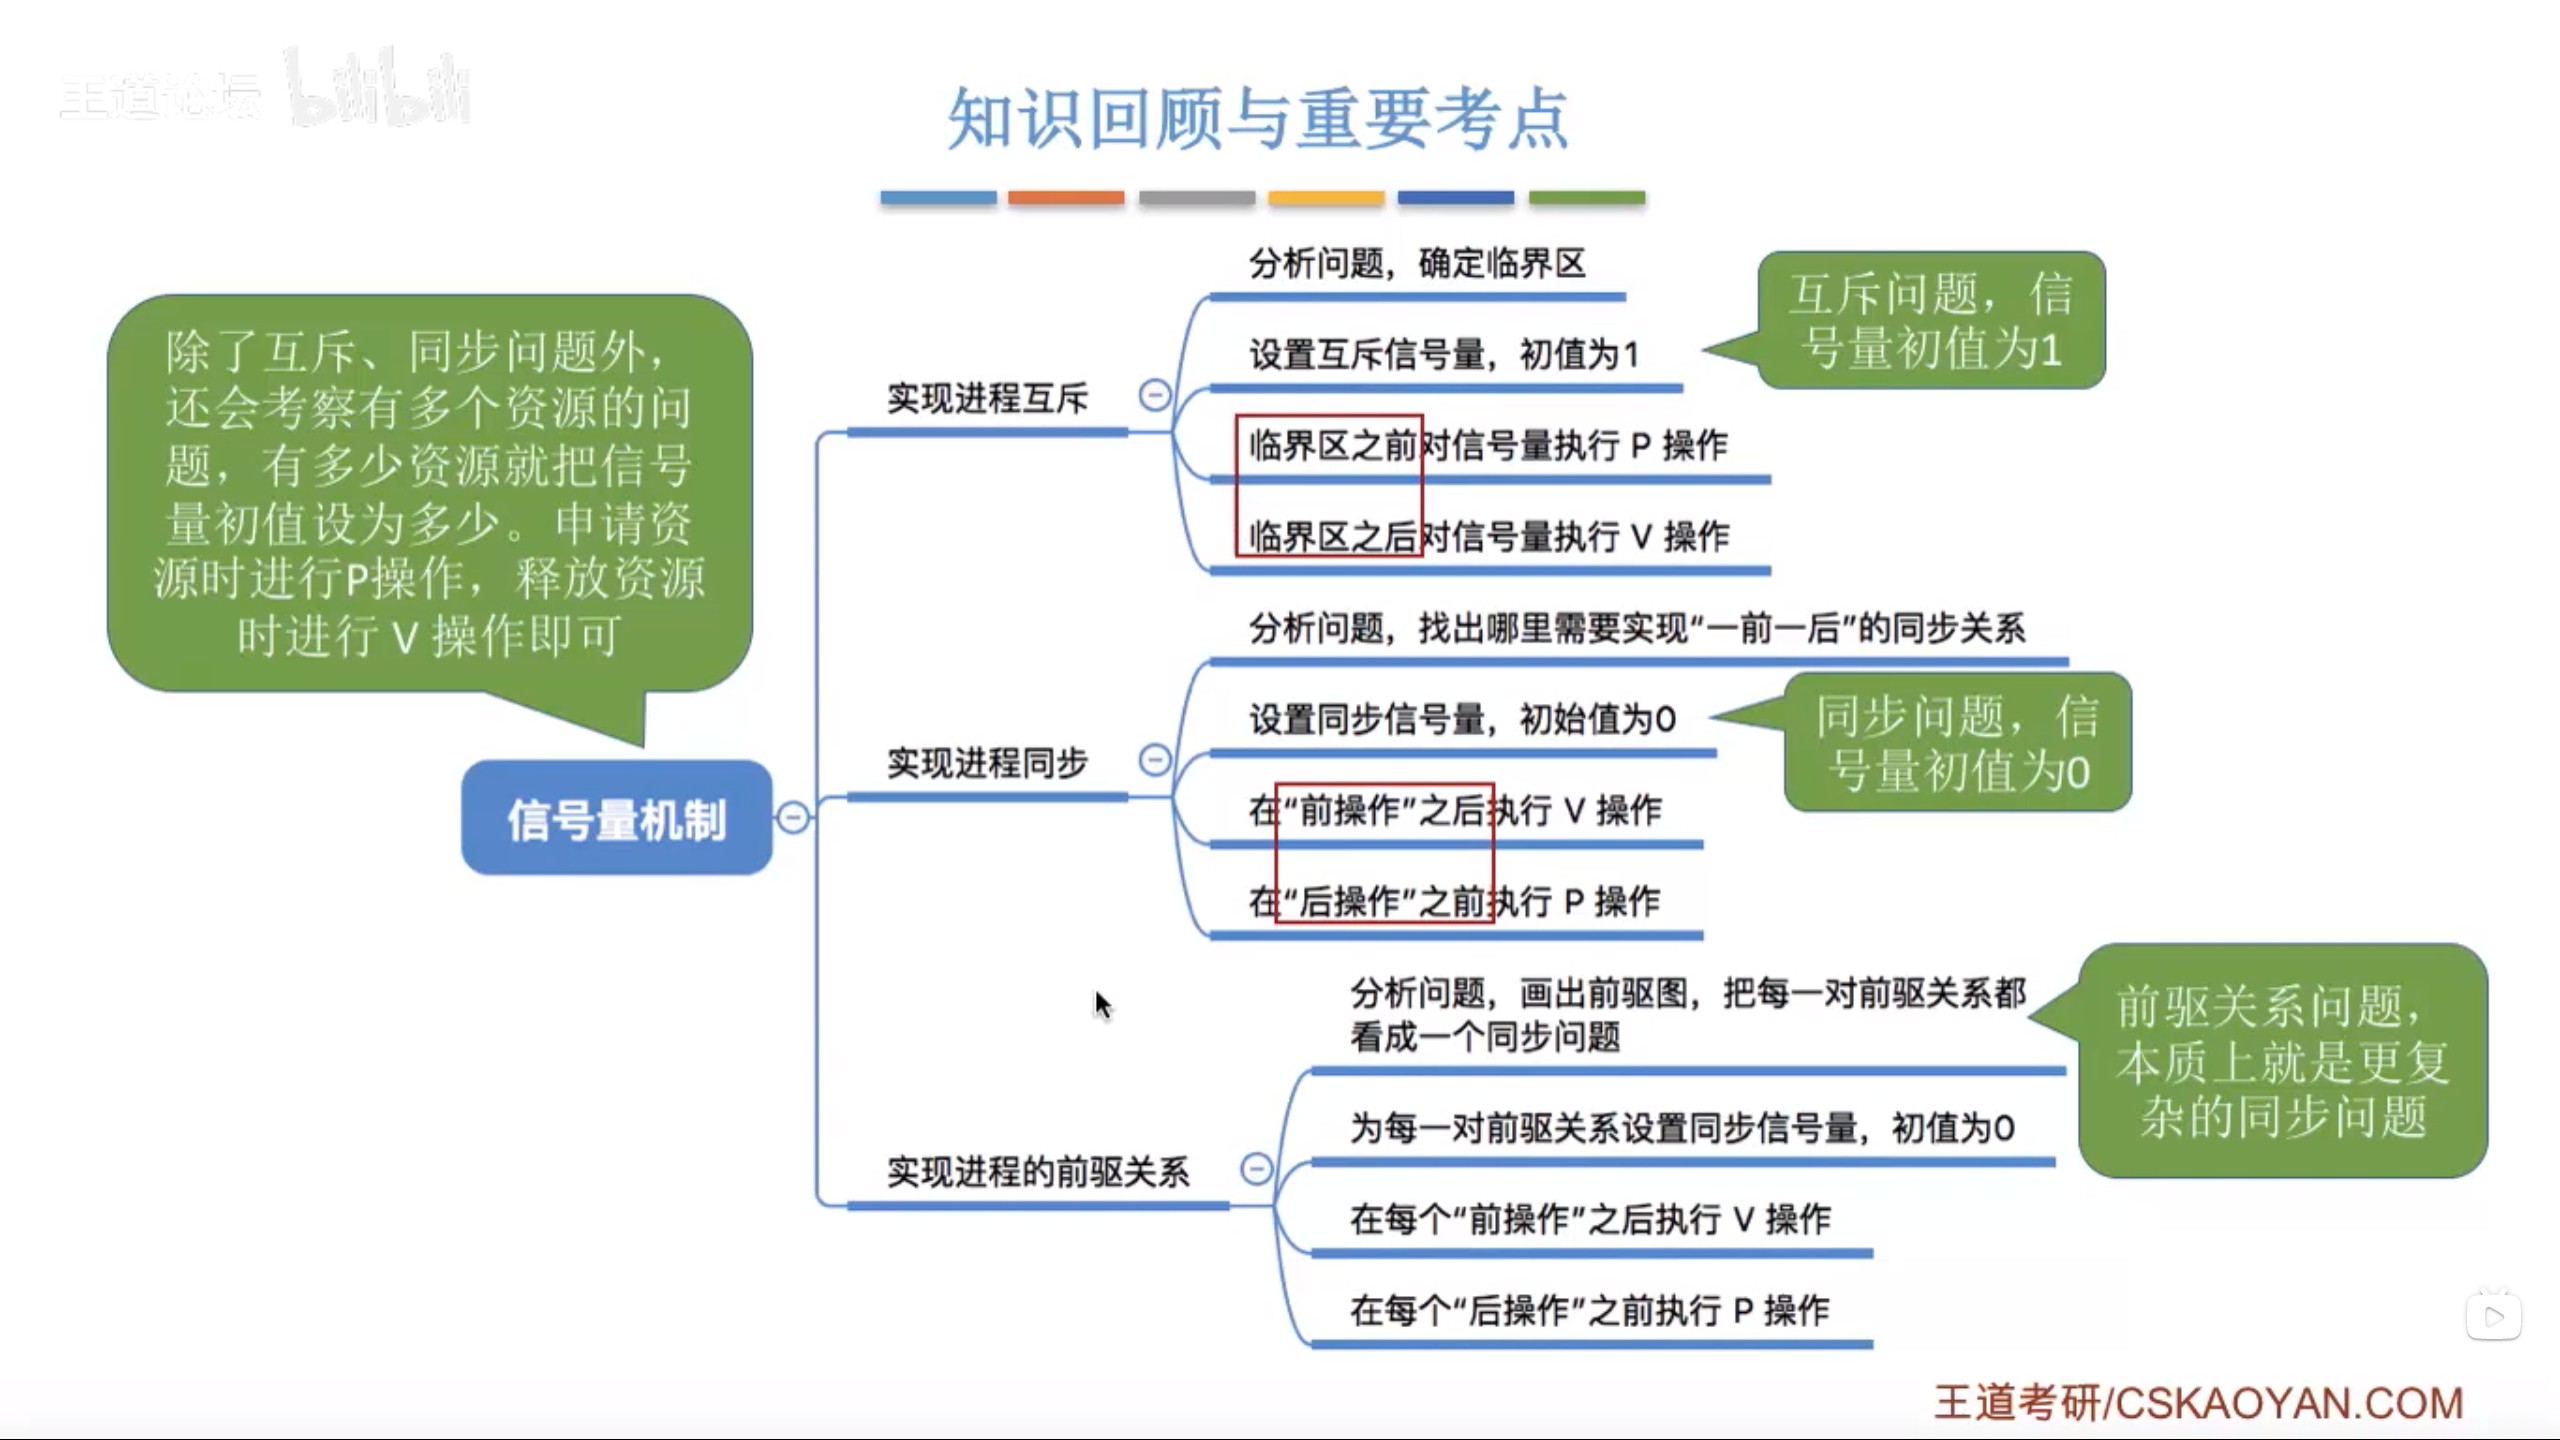 王道论坛 bilibili
知识回顾与重要考点
除了互斥、同步问题外，
还会考察有多个资源的问
题，有多少资源就把信号
量初值设为多少。申请资
源时进行P操作，释放资源
时进行 V 操作即可
信号量机制
实现进程互斥
分析问题，确定临界区
设置互斥信号量，初值为1
互斥问题，信
号量初值为1
临界区之前对信号量执行 P 操作
临界区之后对信号量执行 V 操作
实现进程同步
分析问题，找出哪里需要实现“一前一后”的同步关系
设置同步信号量，初始值为0
同步问题，信
号量初值为0
在“前操作”之后执行 V 操作
在“后操作”之前执行 P 操作
实现进程的前驱关系
分析问题，画出前驱图，把每一对前驱关系都
看成一个同步问题
前驱关系问题，
本质上就是更复
杂的同步问题
为每一对前驱关系设置同步信号量，初值为0
在每个“前操作”之后执行 V 操作
在每个“后操作”之前执行 P 操作
王道考研/CSKAOYAN.COM